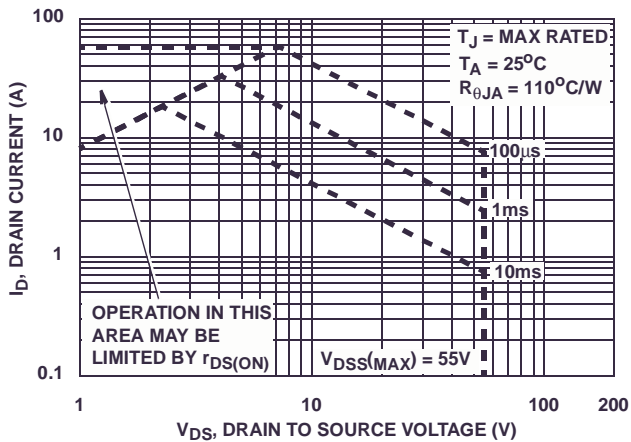 100
10
1
0.1
I_D, DRAIN CURRENT (A)
T_J = MAX RATED
T_A = 25°C
R_θJA = 110°C/W
100μs
1ms
10ms
OPERATION IN THIS
AREA MAY BE
LIMITED BY r_DS(ON)
V_DSS(MAX) = 55V
1
10
100
200
V_DS, DRAIN TO SOURCE VOLTAGE (V)